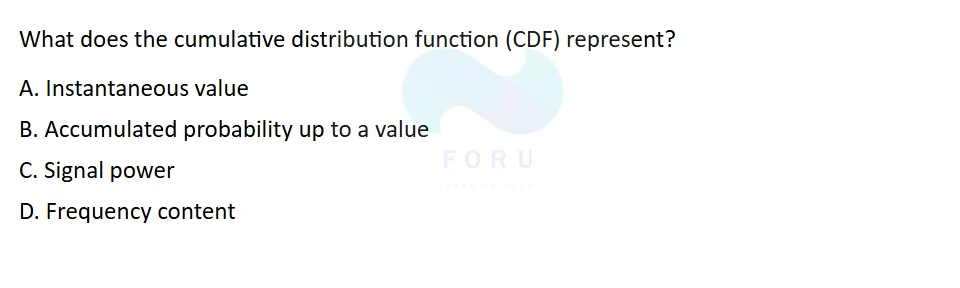 What does the cumulative distribution function (CDF) represent?
A. Instantaneous value
B. Accumulated probability up to a value
C. Signal power
D. Frequency content
FORU